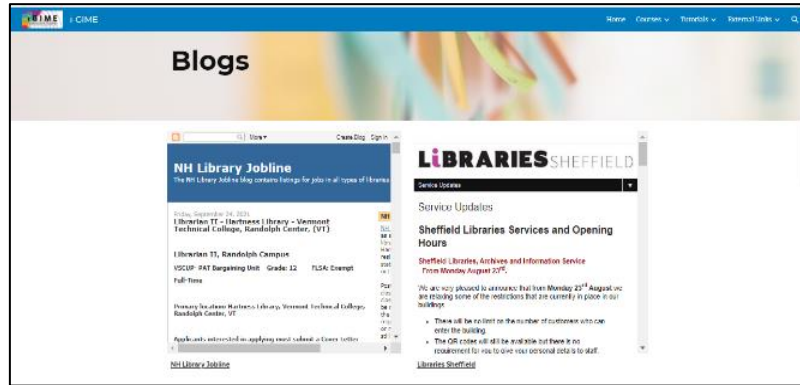 GIME
i-GIME
Home Courses Tutorials External Links
Blogs
More Create Blog Sign In
NH Library Jobline
The NH Library Jobline blog contains listings for jobs in all types of libraries
Friday, September 24, 2021
Librarian II - Hartness Library - Vermont
Technical College, Randolph Center, (VT)
Librarian II, Randolph Campus
VSCUP- PAT Bargaining Unit Grade: 12 FLSA: Exempt
Full-Time
Primary location: Hartness Library, Vermont Technical College,
Randolph Center, VT
Applicants interested in applying must submit a Cover Letter
NH
NH Library Jobline
LiBRARIESSHEFFIELD
Service Updates
Service Updates
Sheffield Libraries Services and Opening
Hours
Sheffield Libraries, Archives and Information Service
From Monday August 23rd.
We are very pleased to announce that from Monday 23rd August we
are relaxing some of the restrictions that are currently in place in our
buildings
• There will be no limit on the number of customers who can
enter the building.
• The QR codes will still be available but there is no
requirement for you to give your personal details to staff.
Libraries Sheffield